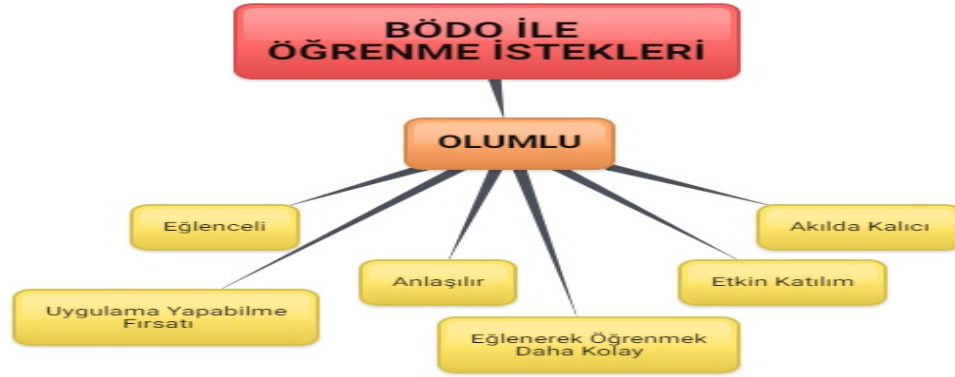 BÖDO İLE
ÖĞRENME İSTEKLERİ
OLUMLU
Eğlenceli
Akılda Kalıcı
Anlaşılır
Etkin Katılım
Uygulama Yapabilme
Fırsatı
Eğlenerek Öğrenmek
Daha Kolay